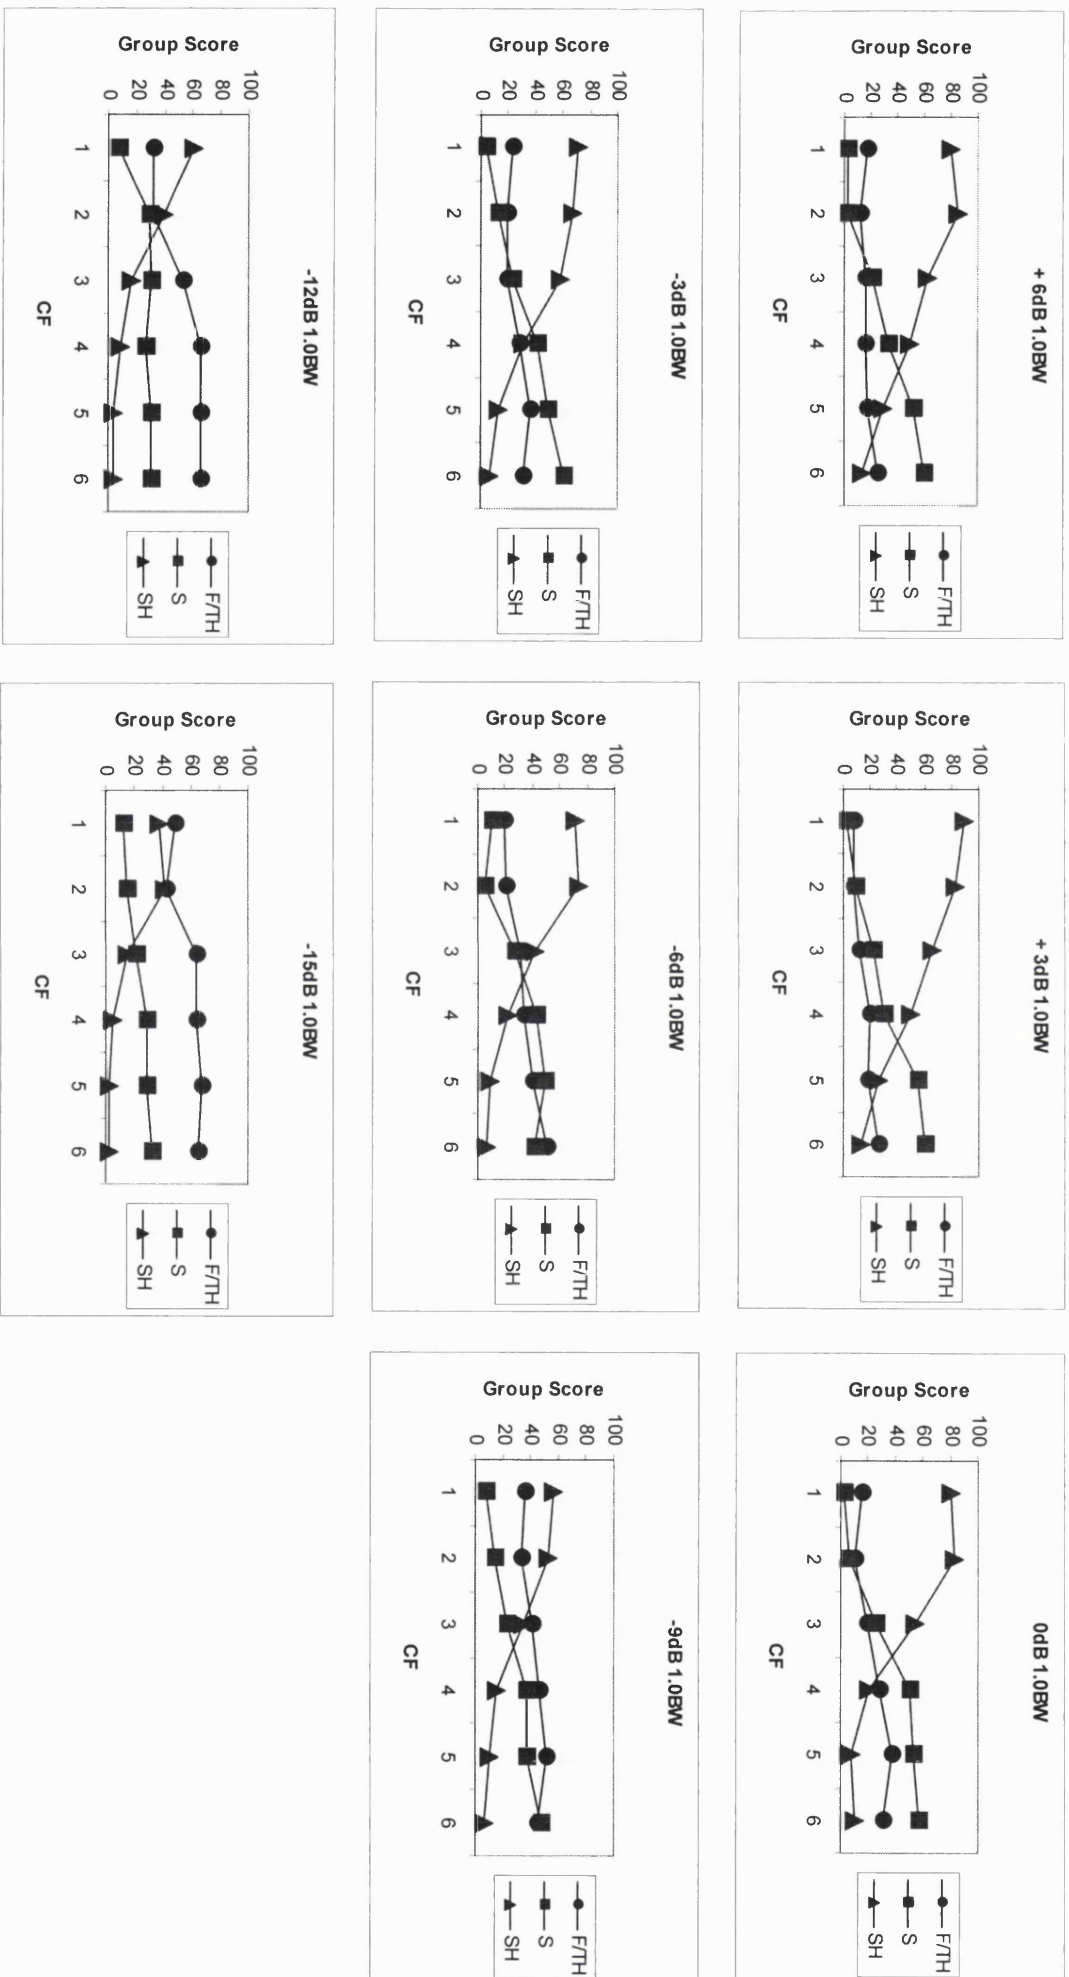 + 6dB 1.0BW
Group Score
100
80
60
40
20
0
1 2 3 4 5 6
CF
F/TH
S
SH
+ 3dB 1.0BW
Group Score
100
80
60
40
20
0
1 2 3 4 5 6
CF
F/TH
S
SH
0dB 1.0BW
Group Score
100
80
60
40
20
0
1 2 3 4 5 6
CF
F/TH
S
SH
-3dB 1.0BW
Group Score
100
80
60
40
20
0
1 2 3 4 5 6
CF
F/TH
S
SH
-6dB 1.0BW
Group Score
100
80
60
40
20
0
1 2 3 4 5 6
CF
F/TH
S
SH
-9dB 1.0BW
Group Score
100
80
60
40
20
0
1 2 3 4 5 6
CF
F/TH
S
SH
-12dB 1.0BW
Group Score
100
80
60
40
20
0
1 2 3 4 5 6
CF
F/TH
S
SH
-15dB 1.0BW
Group Score
100
80
60
40
20
0
1 2 3 4 5 6
CF
F/TH
S
SH